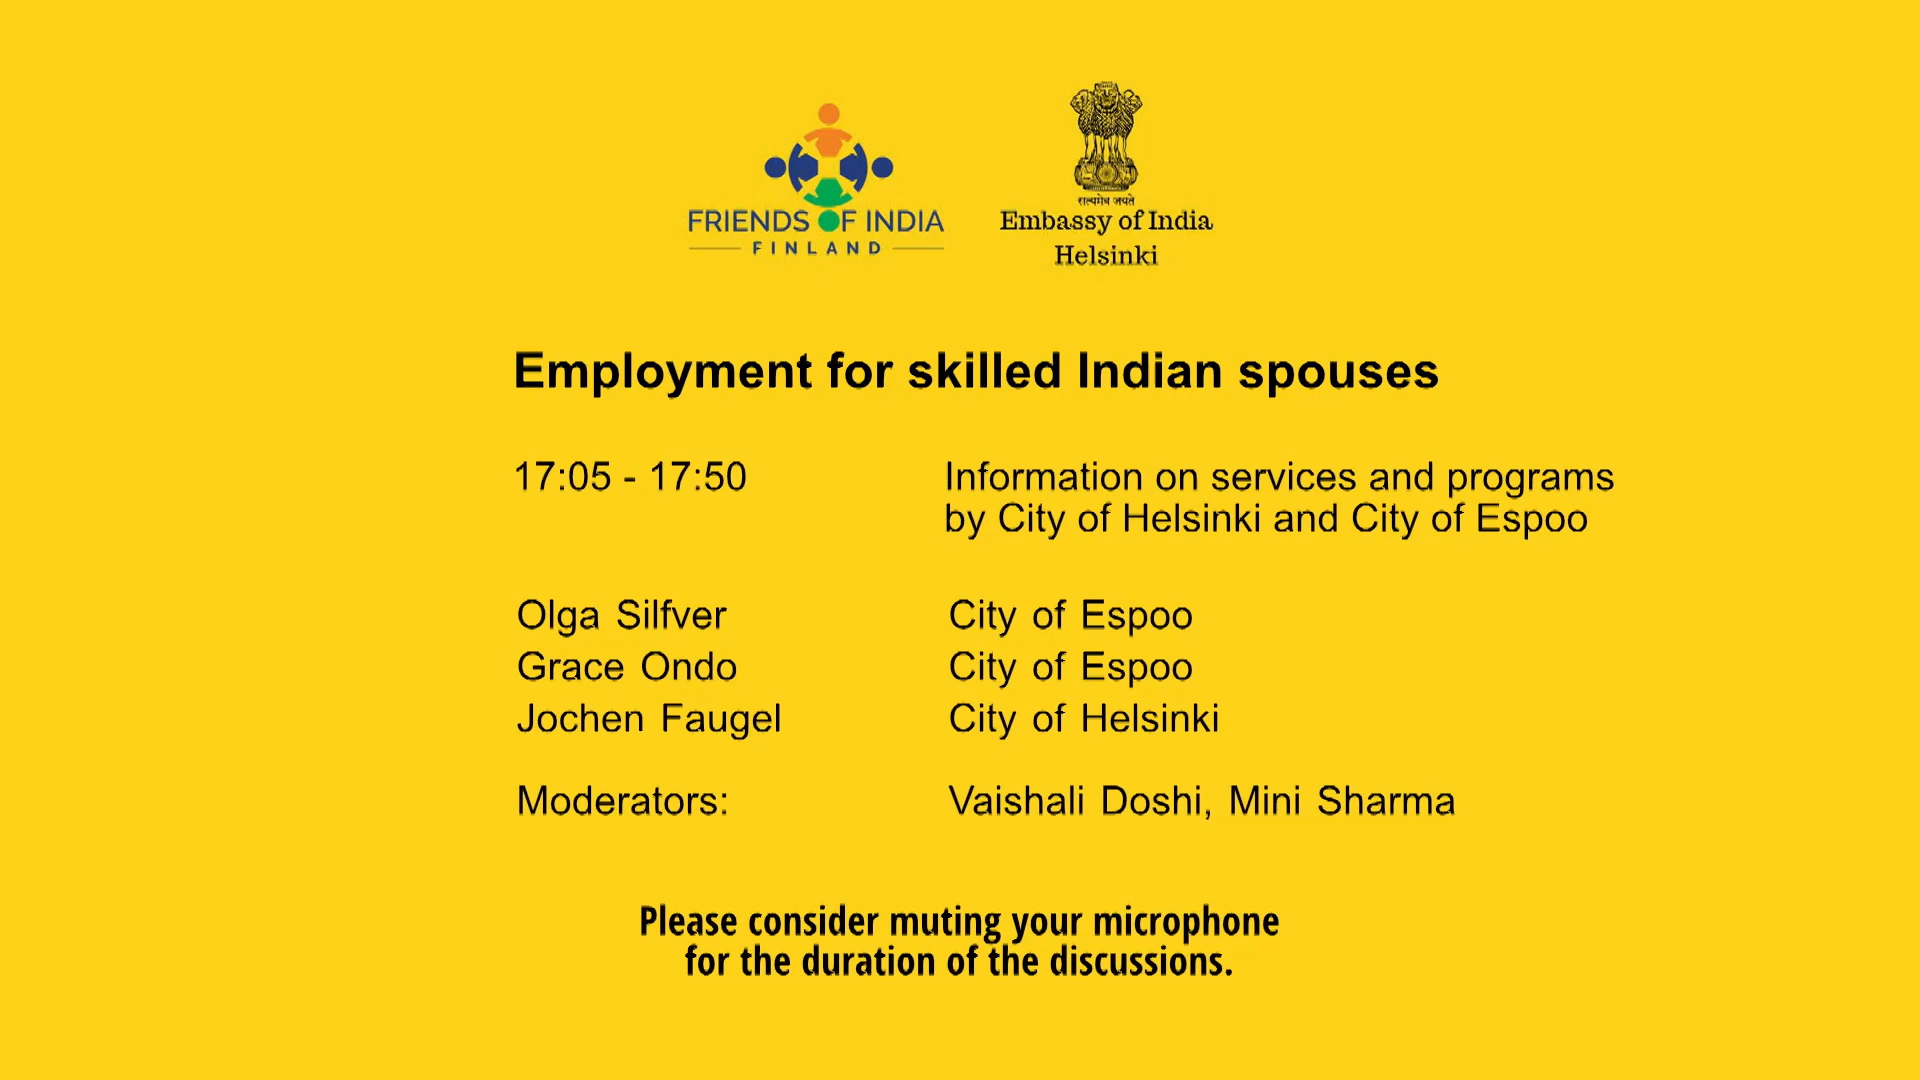 सत्यमेव जयते
FRIENDS OF INDIA
FINLAND
Embassy of India
Helsinki
Employment for skilled Indian spouses
17:05 - 17:50 Information on services and programs
by City of Helsinki and City of Espoo
Olga Silfver City of Espoo
Grace Ondo City of Espoo
Jochen Faugel City of Helsinki
Moderators: Vaishali Doshi, Mini Sharma
Please consider muting your microphone
for the duration of the discussions.